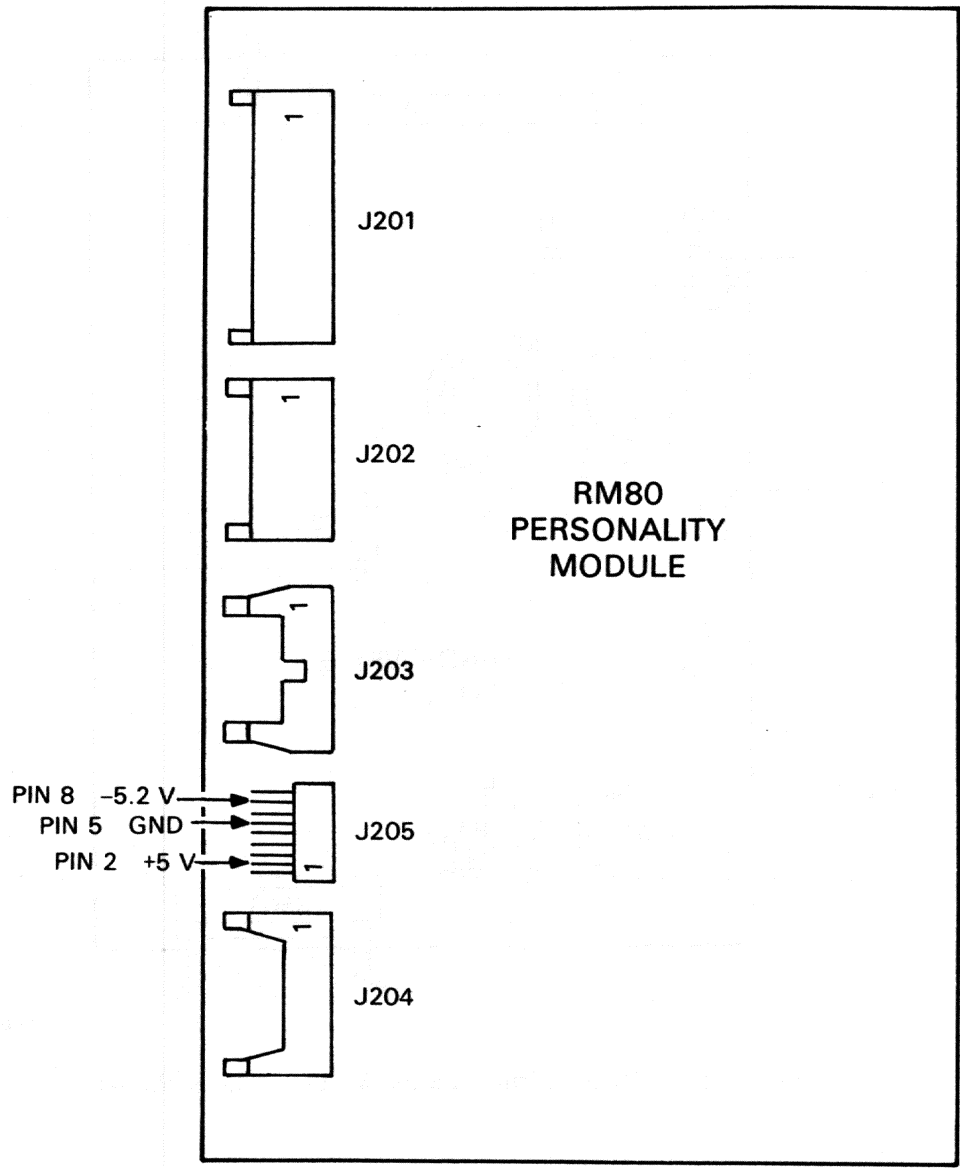 1
J201
1
J202
RM80
PERSONALITY
MODULE
1
J203
PIN 8 –5.2 V
PIN 5 GND
J205
PIN 2 +5 V
1
1
J204